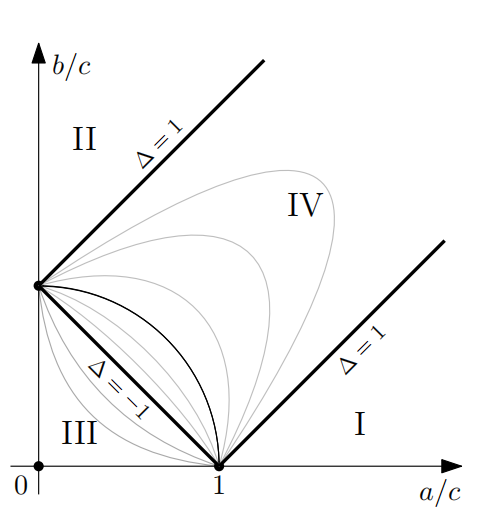 b/c
II
Δ = 1
IV
Δ = 1
Δ = −1
III
I
0
1
a/c